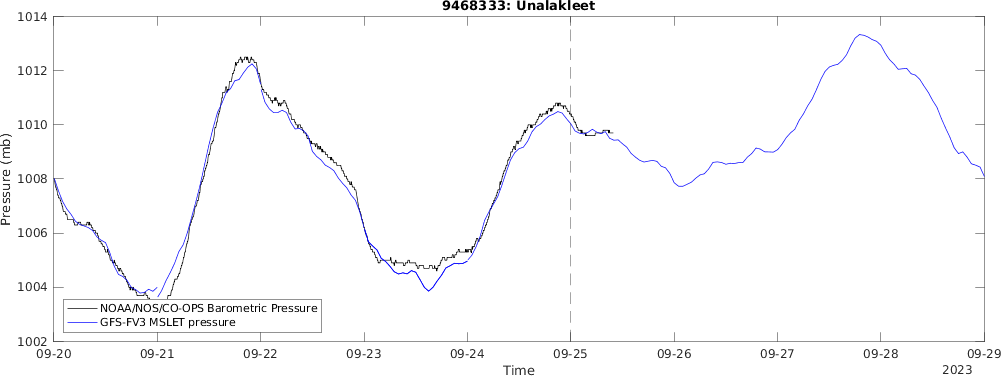 9468333: Unalakleet
1014
1012
1010
1008
1006
1004
1002
Pressure (mb)
NOAA/NOS/CO-OPS Barometric Pressure
GFS-FV3 MSLET pressure
09-20 09-21 09-22 09-23 09-24 09-25 09-26 09-27 09-28 09-29
Time
2023